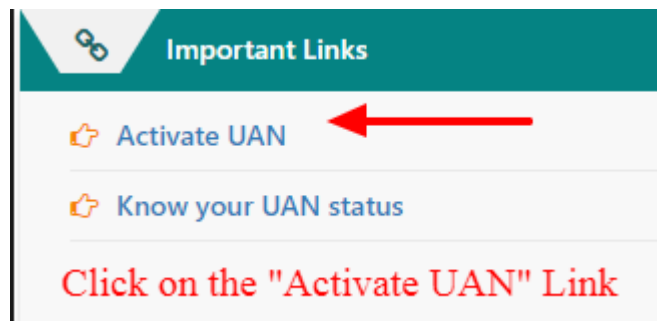 Important Links
Activate UAN
Know your UAN status
Click on the "Activate UAN" Link